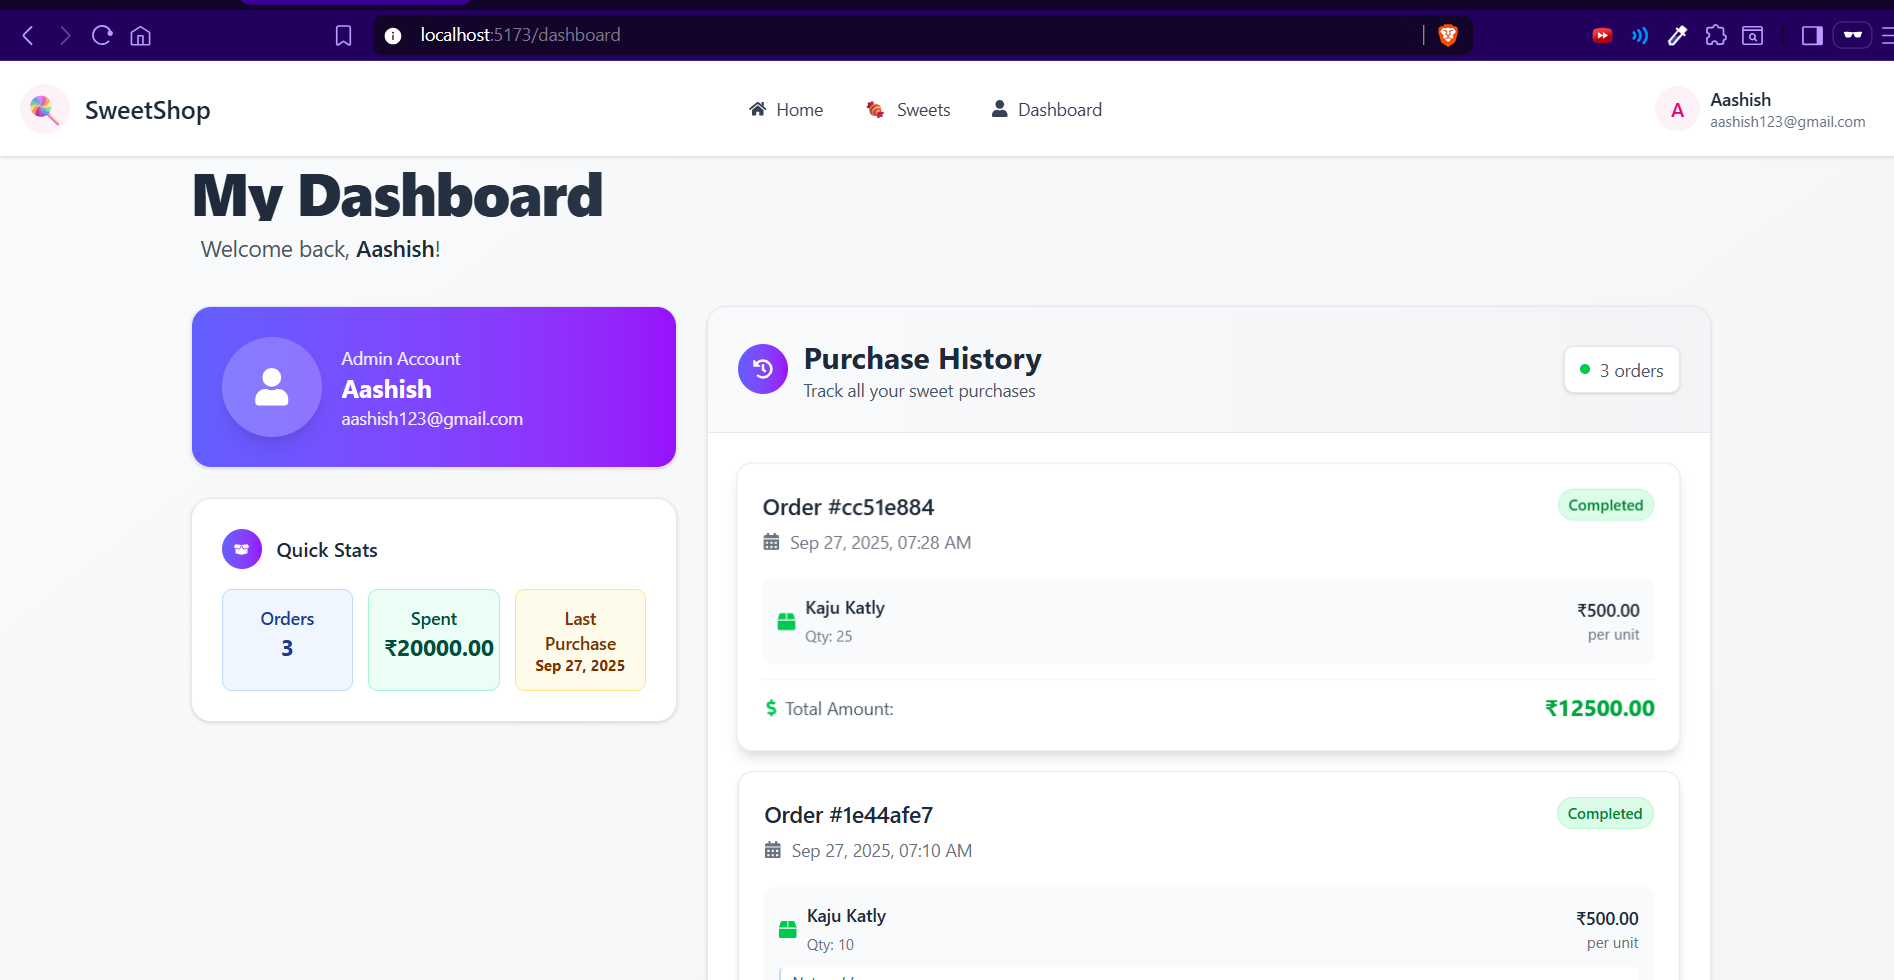 localhost:5173/dashboard
SweetShop
Home
Sweets
Dashboard
A
Aashish
aashish123@gmail.com
My Dashboard
Welcome back, Aashish!
Admin Account
Aashish
aashish123@gmail.com
Quick Stats
Orders
3
Spent
₹20000.00
Last
Purchase
Sep 27, 2025
Purchase History
Track all your sweet purchases
3 orders
Order #cc51e884
Completed
Sep 27, 2025, 07:28 AM
Kaju Katly
Qty: 25
₹500.00
per unit
$ Total Amount:
₹12500.00
Order #1e44afe7
Completed
Sep 27, 2025, 07:10 AM
Kaju Katly
Qty: 10
₹500.00
per unit